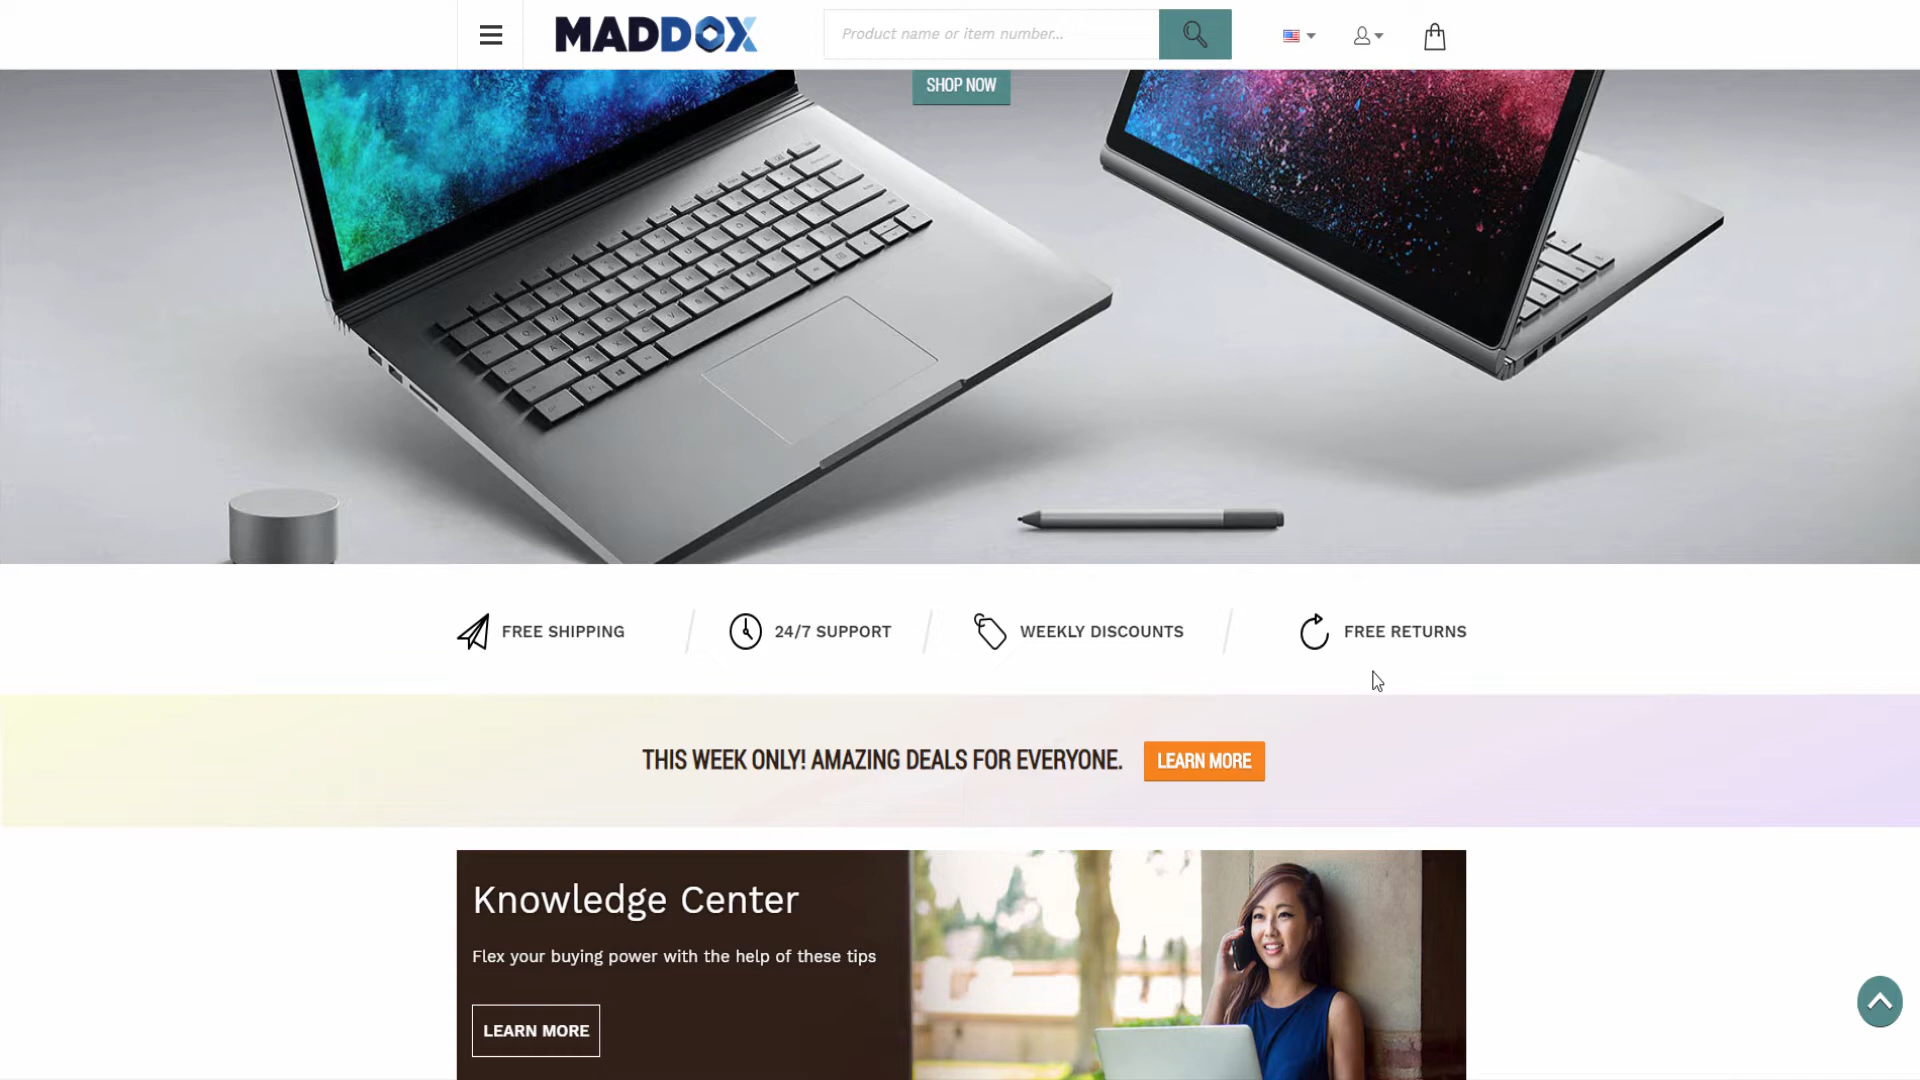 MADDOX
Product name or item number...
SHOP NOW
FREE SHIPPING
24/7 SUPPORT
WEEKLY DISCOUNTS
FREE RETURNS
THIS WEEK ONLY! AMAZING DEALS FOR EVERYONE.
LEARN MORE
Knowledge Center
Flex your buying power with the help of these tips
LEARN MORE